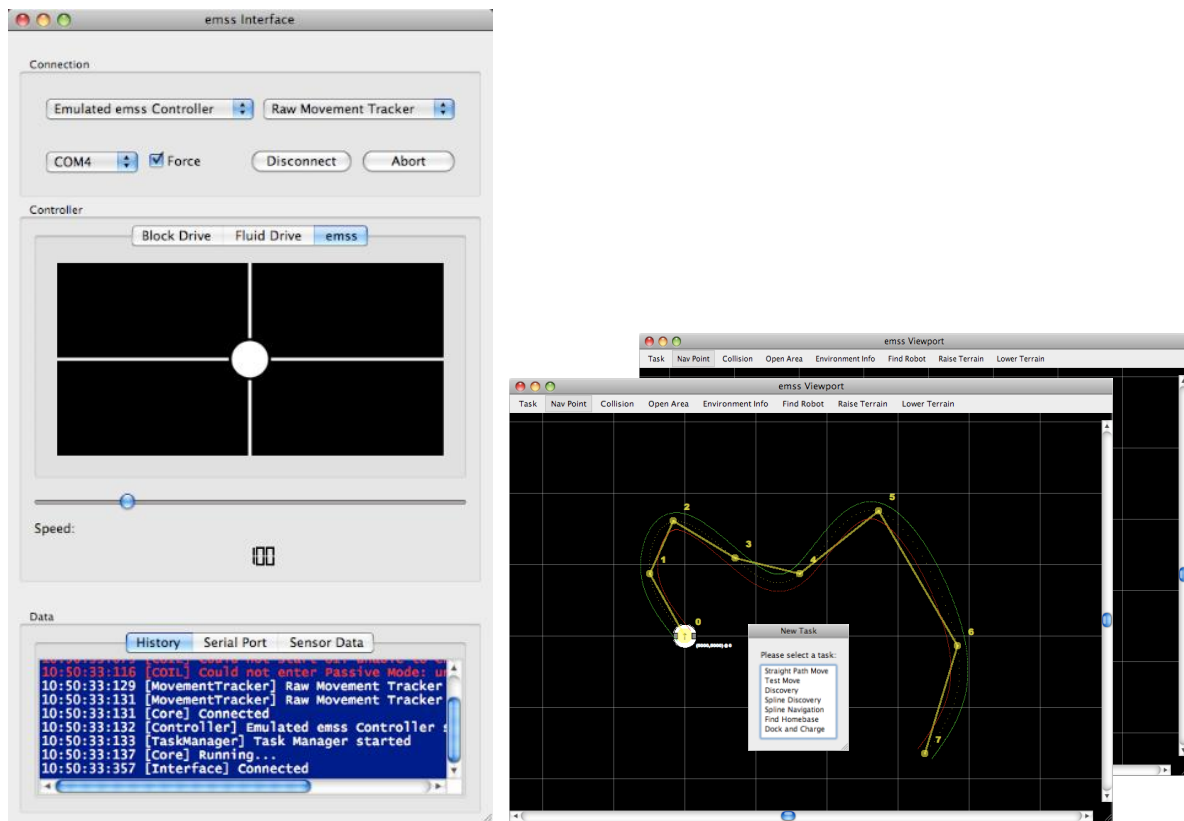 emss Interface
Connection
Emulated emss Controller Raw Movement Tracker
COM4 Force Disconnect Abort
Controller
Block Drive Fluid Drive emss
Speed:
100
Data
History Serial Port Sensor Data
[COIL] Could not start
10:50:33:116 [COIL] Could not enter Passive Mode:
10:50:33:129 [MovementTracker] Raw Movement Tracker
10:50:33:131 [MovementTracker] Raw Movement Tracker
10:50:33:131 [Core] Connected
10:50:33:132 [Controller] Emulated emss Controller
10:50:33:133 [TaskManager] Task Manager started
10:50:33:137 [Core] Running...
10:50:33:357 [Interface] Connected
emss Viewport
Task Nav Point Collision Open Area Environment Info Find Robot Raise Terrain Lower Terrain
emss Viewport
Task Nav Point Collision Open Area Environment Info Find Robot Raise Terrain Lower Terrain
5
2
3
4
1
0
6
7
New Task
Please select a task:
Straight Path Move
Test Move
Discovery
Spline Discovery
Spline Navigation
Find Homebase
Dock and Charge